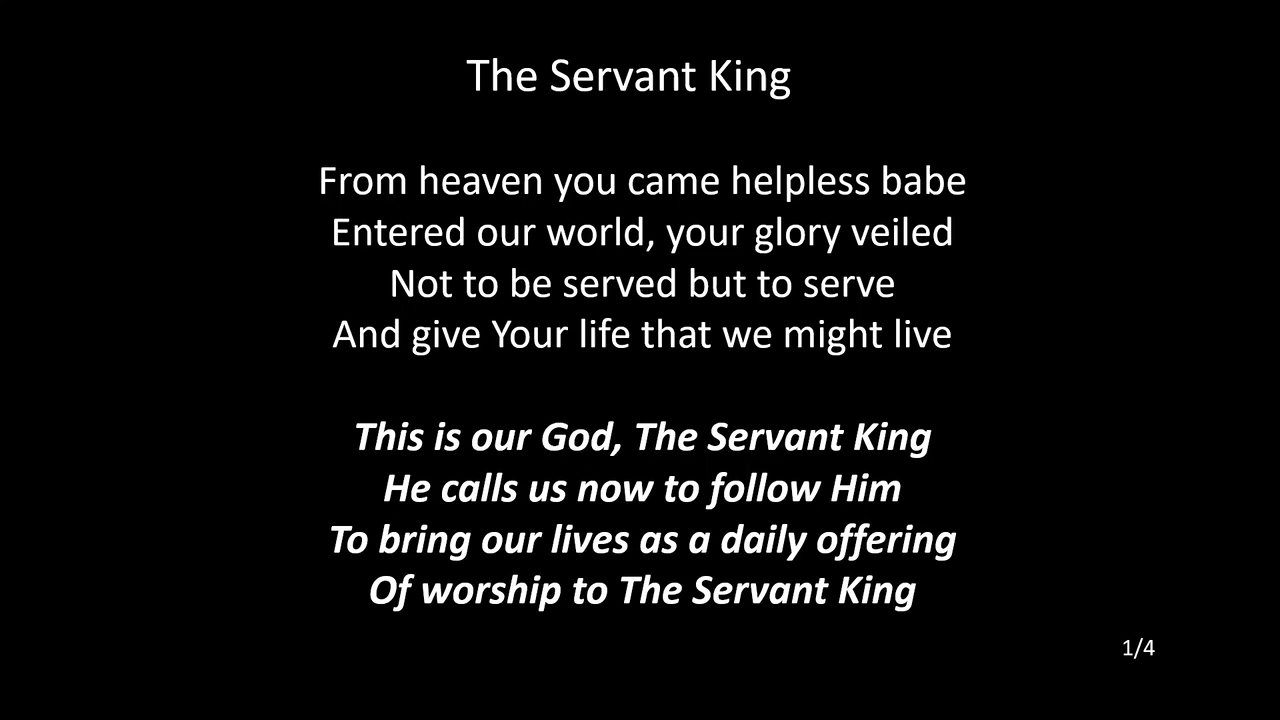 The Servant King
From heaven you came helpless babe
Entered our world, your glory veiled
Not to be served but to serve
And give Your life that we might live
This is our God, The Servant King
He calls us now to follow Him
To bring our lives as a daily offering
Of worship to The Servant King
1/4